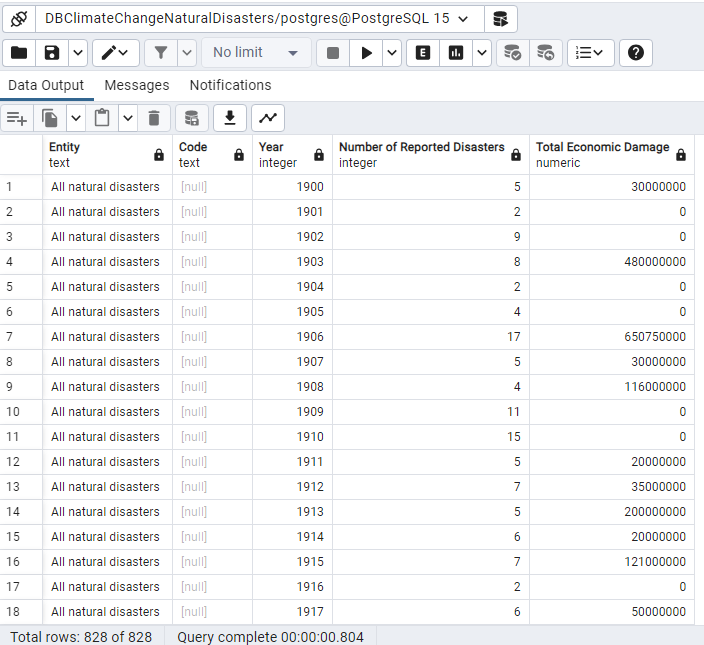 DBClimateChangeNaturalDisasters/postgres@PostgreSQL 15
No limit
E
Data Output Messages Notifications
Entity Code Year Number of Reported Disasters Total Economic Damage
text text integer integer numeric
1 All natural disasters [null] 1900 5 30000000
2 All natural disasters [null] 1901 2 0
3 All natural disasters [null] 1902 9 0
4 All natural disasters [null] 1903 8 480000000
5 All natural disasters [null] 1904 2 0
6 All natural disasters [null] 1905 4 0
7 All natural disasters [null] 1906 17 650750000
8 All natural disasters [null] 1907 5 30000000
9 All natural disasters [null] 1908 4 116000000
10 All natural disasters [null] 1909 11 0
11 All natural disasters [null] 1910 15 0
12 All natural disasters [null] 1911 5 20000000
13 All natural disasters [null] 1912 7 35000000
14 All natural disasters [null] 1913 5 200000000
15 All natural disasters [null] 1914 6 20000000
16 All natural disasters [null] 1915 7 121000000
17 All natural disasters [null] 1916 2 0
18 All natural disasters [null] 1917 6 50000000
Total rows: 828 of 828 Query complete 00:00:00.804